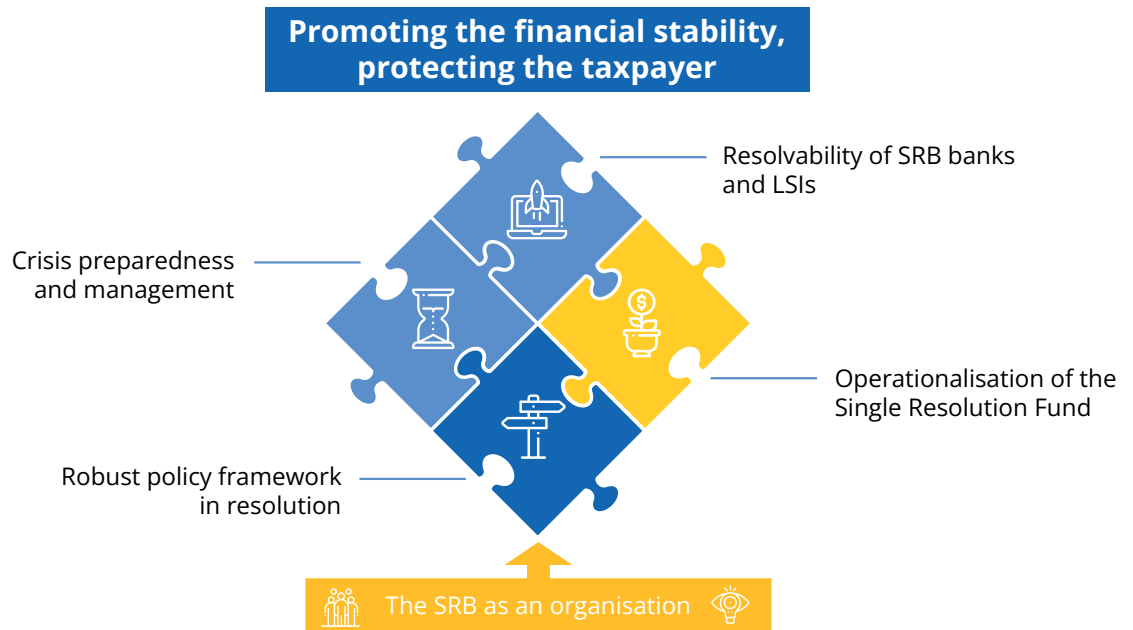 Promoting the financial stability,
protecting the taxpayer
Resolvability of SRB banks
and LSIs
Crisis preparedness
and management
$
Operationalisation of the
Single Resolution Fund
Robust policy framework
in resolution
The SRB as an organisation